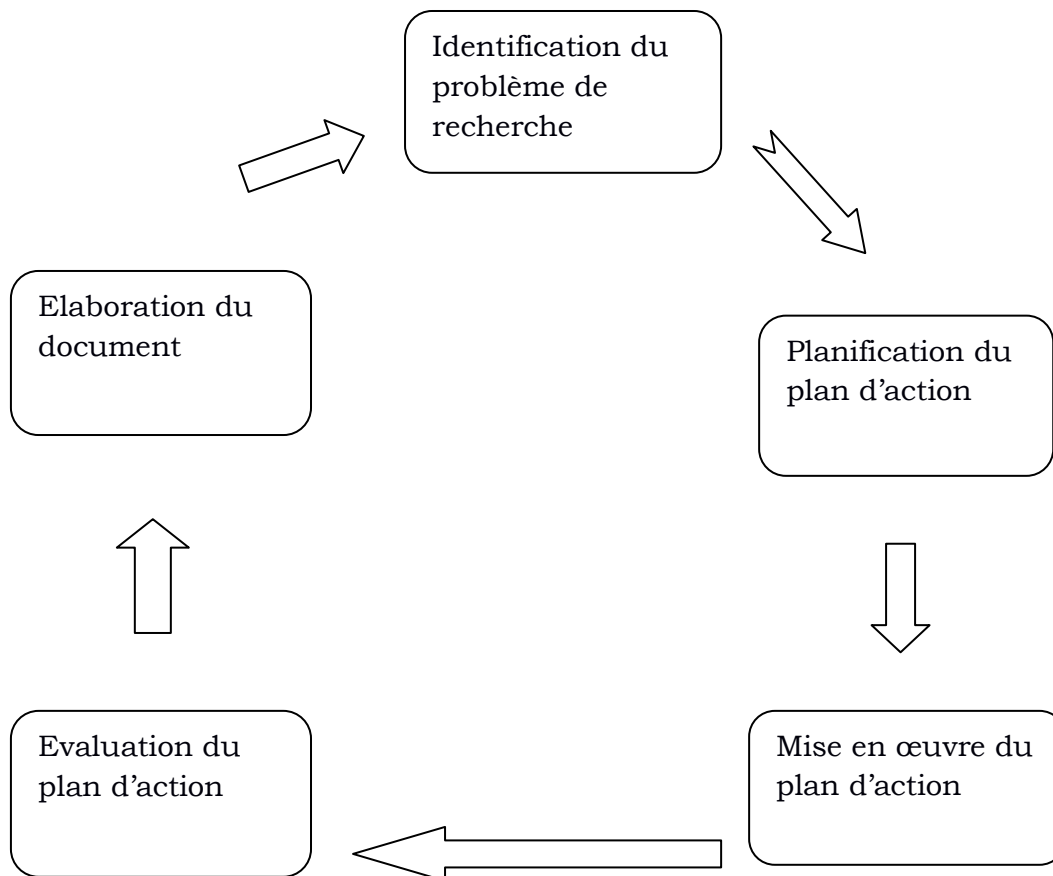 Identification du
problème de
recherche
Elaboration du
document
Planification du
plan d’action
Evaluation du
plan d’action
Mise en œuvre du
plan d’action